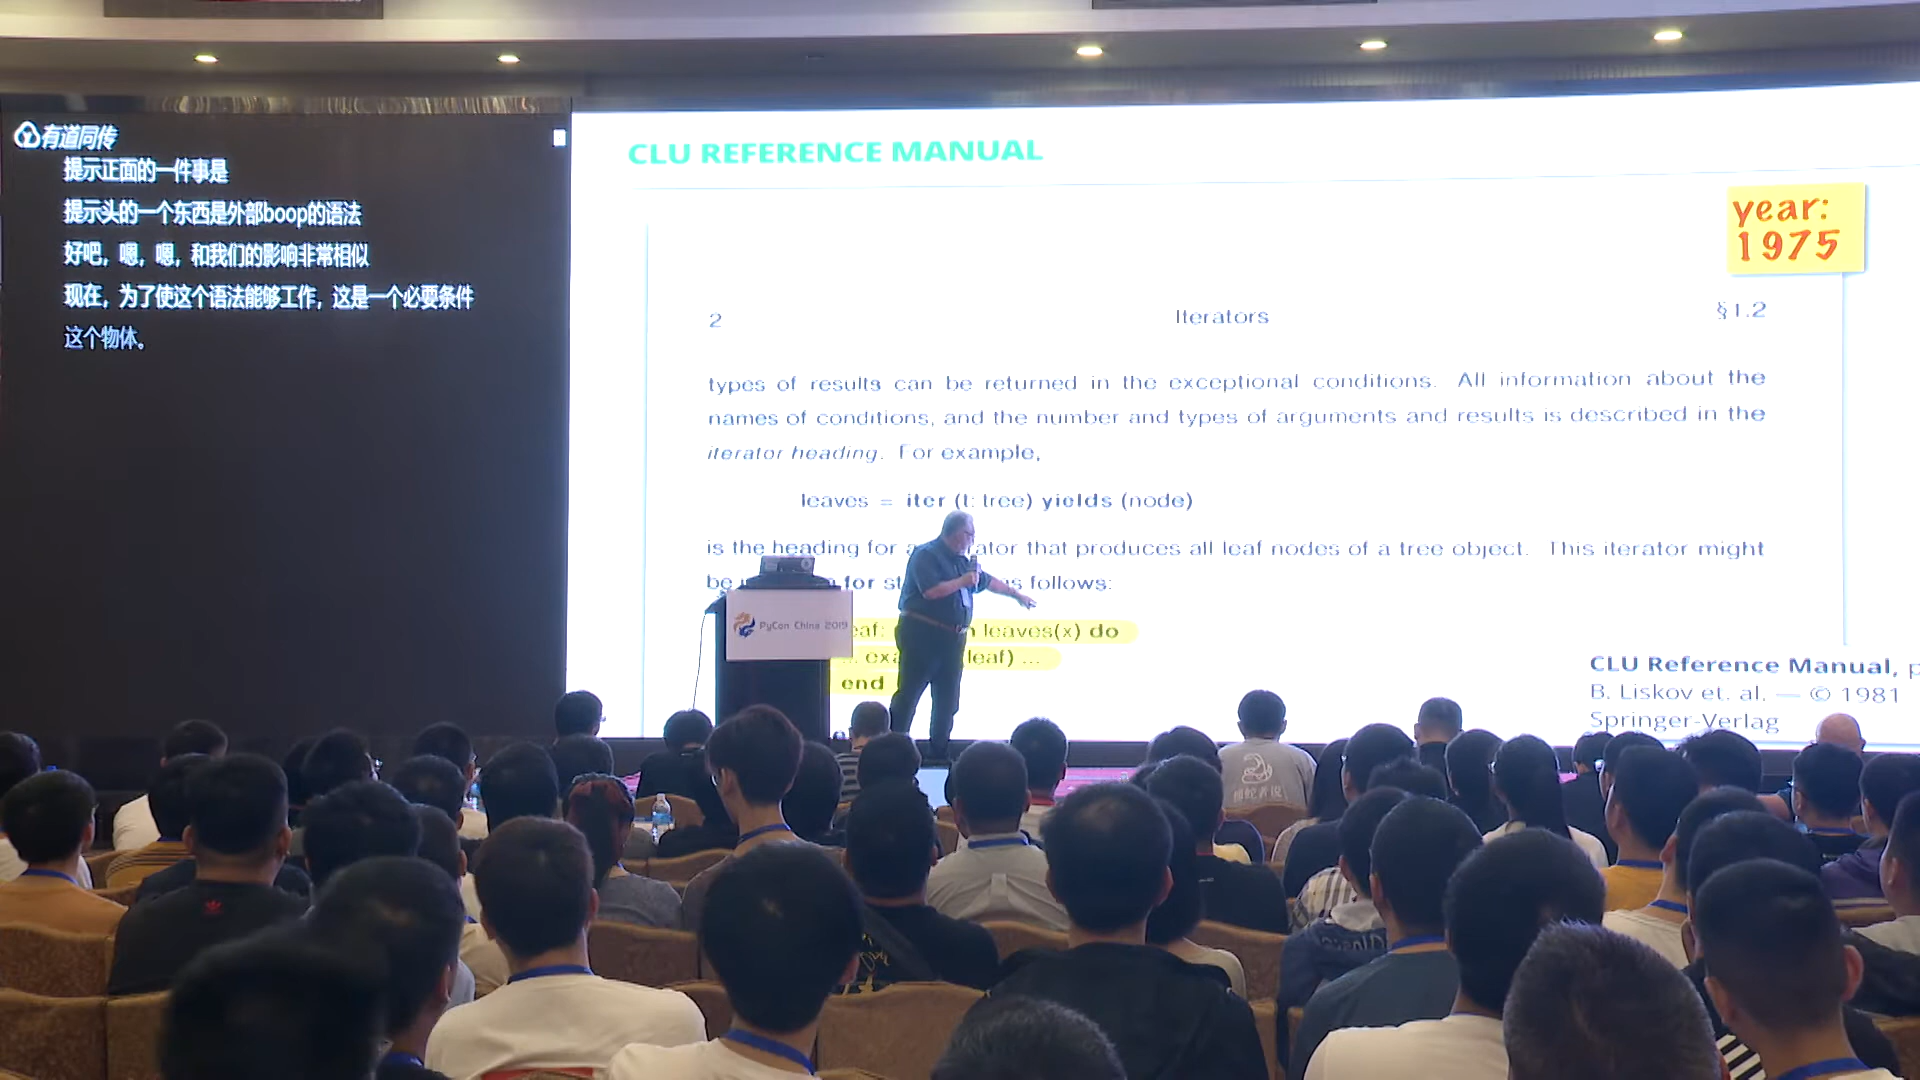 有道同传
提示正面的一件事是
提示头的一个东西是外部boop的语法
好吧，嗯，嗯，和我们的影响非常相似
现在，为了使这个语法能够工作，这是一个必要条件
这个物体。
CLU REFERENCE MANUAL
year:
1975
2 Iterators §1.2
types of results can be returned in the exceptional conditions. All information about the
names of conditions, and the number and types of arguments and results is described in the
iterator heading. For example,
leaves = iter (t: tree) yields (node)
is the heading for a ator that produces all leaf nodes of a tree object. This iterator might
be for st s follows:
eaf: n leaves(x) do
... exa (leaf) ...
end
CLU Reference Manual, p
B. Liskov et. al. — © 1981
Springer-Verlag
PyCon China 2019